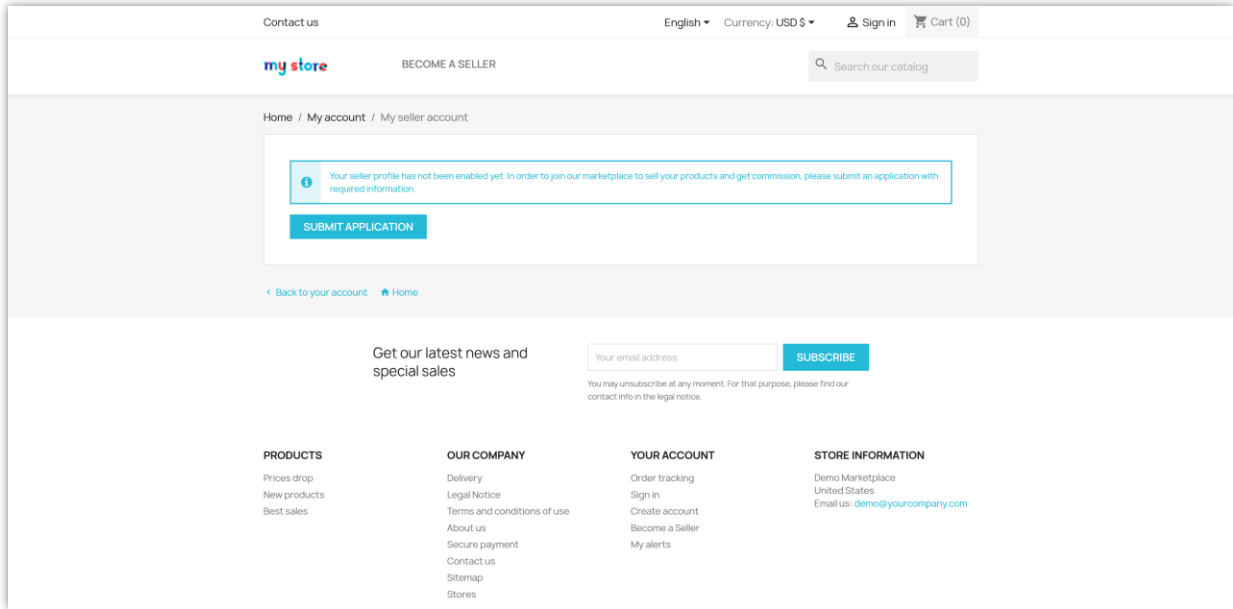 Contact us
English Currency: USD $ Sign in Cart (0)
my store BECOME A SELLER Search our catalog
Home / My account / My seller account
Your seller profile has not been enabled yet. In order to join our marketplace to sell your products and get commission, please submit an application with
required information.
SUBMIT APPLICATION
< Back to your account Home
Get our latest news and
special sales
Your email address SUBSCRIBE
You may unsubscribe at any moment. For that purpose, please find our
contact info in the legal notice.
PRODUCTS
Prices drop
New products
Best sales
OUR COMPANY
Delivery
Legal Notice
Terms and conditions of use
About us
Secure payment
Contact us
Sitemap
Stores
YOUR ACCOUNT
Order tracking
Sign in
Create account
Become a Seller
My alerts
STORE INFORMATION
Demo Marketplace
United States
Email us: demo@yourcompany.com